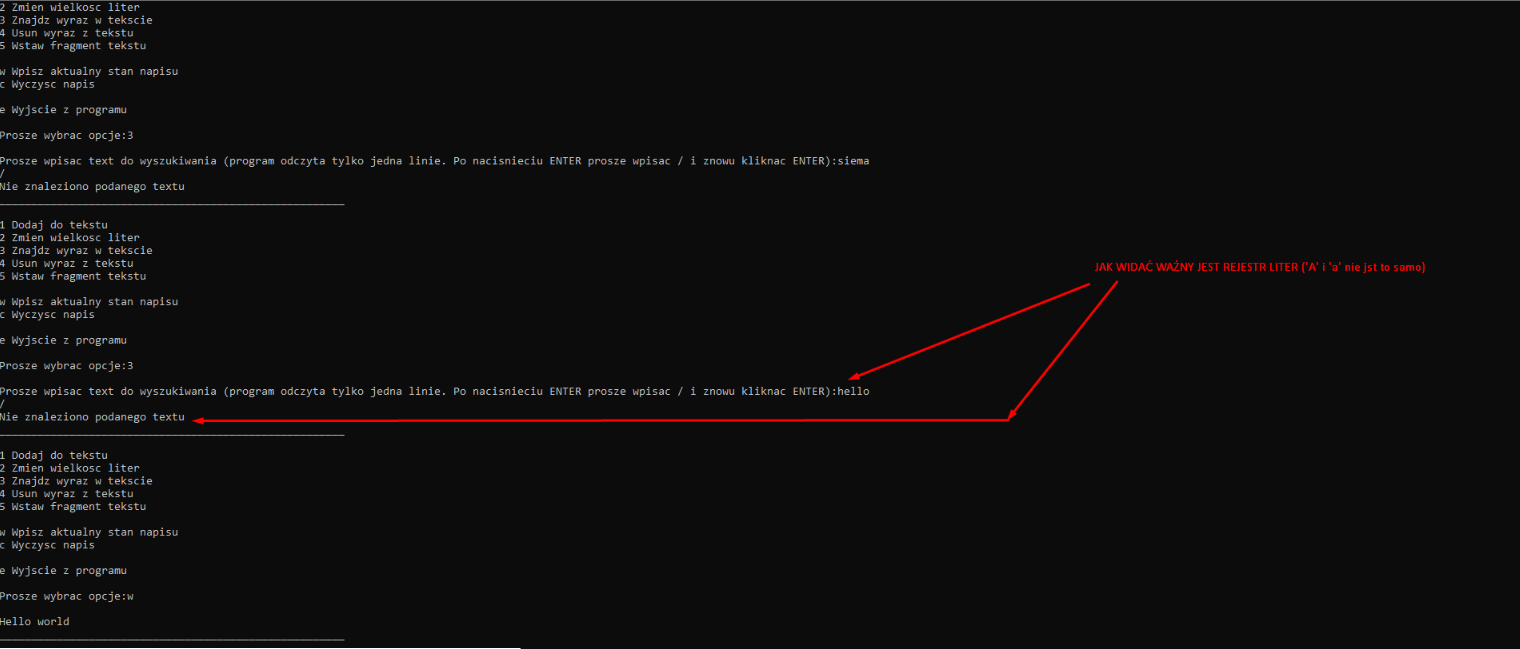 2 Zmien wielkosc liter
3 Znajdz wyraz w tekscie
4 Usun wyraz z tekstu
5 Wstaw fragment tekstu
w Wpisz aktualny stan napisu
c Wyczysc napis
e Wyjscie z programu
Prosze wybrac opcje:3
Prosze wpisac text do wyszukiwania (program odczyta tylko jedna linie. Po nacisnieciu ENTER prosze wpisac / i znowu kliknac ENTER):siema
/
Nie znaleziono podanego textu
1 Dodaj do tekstu
2 Zmien wielkosc liter
3 Znajdz wyraz w tekscie
4 Usun wyraz z tekstu
5 Wstaw fragment tekstu
JAK WIDAĆ WAŻNY JEST REJESTR LITER ('A' i 'a' nie jst to samo)
w Wpisz aktualny stan napisu
c Wyczysc napis
e Wyjscie z programu
Prosze wybrac opcje:3
Prosze wpisac text do wyszukiwania (program odczyta tylko jedna linie. Po nacisnieciu ENTER prosze wpisac / i znowu kliknac ENTER):hello
/
Nie znaleziono podanego textu
1 Dodaj do tekstu
2 Zmien wielkosc liter
3 Znajdz wyraz w tekscie
4 Usun wyraz z tekstu
5 Wstaw fragment tekstu
w Wpisz aktualny stan napisu
c Wyczysc napis
e Wyjscie z programu
Prosze wybrac opcje:w
Hello world